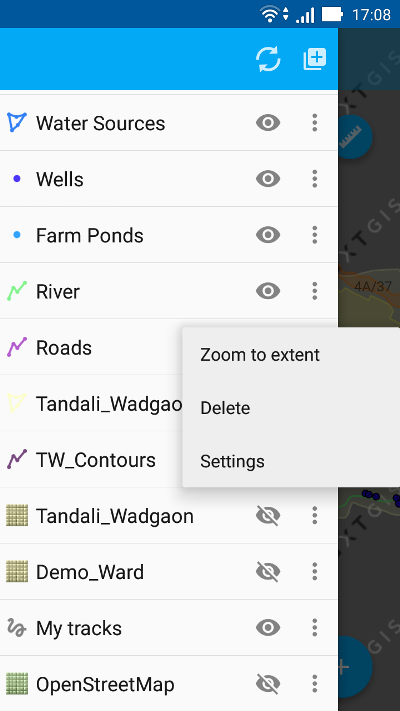 17:08
Water Sources
Wells
Farm Ponds
River
4A/37
Roads
Zoom to extent
Tandali_Wadgao
Delete
TW_Contours
Settings
Tandali_Wadgaon
Demo_Ward
My tracks
OpenStreetMap